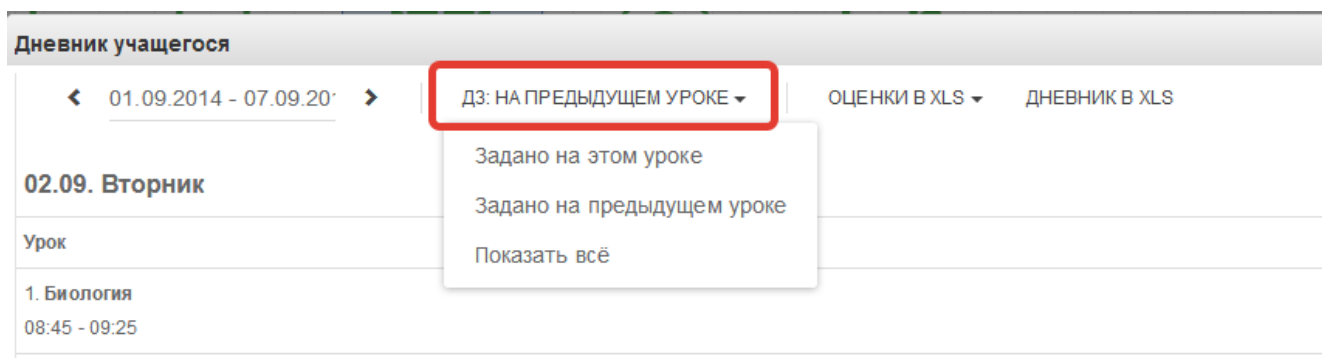 Дневник учащегося
01.09.2014 - 07.09.20
ДЗ: НА ПРЕДЫДУЩЕМ УРОКЕ
ОЦЕНКИ В XLS
ДНЕВНИК В XLS
Задано на этом уроке
Задано на предыдущем уроке
Показать всё
02.09. Вторник
Урок
1. Биология
08:45 - 09:25